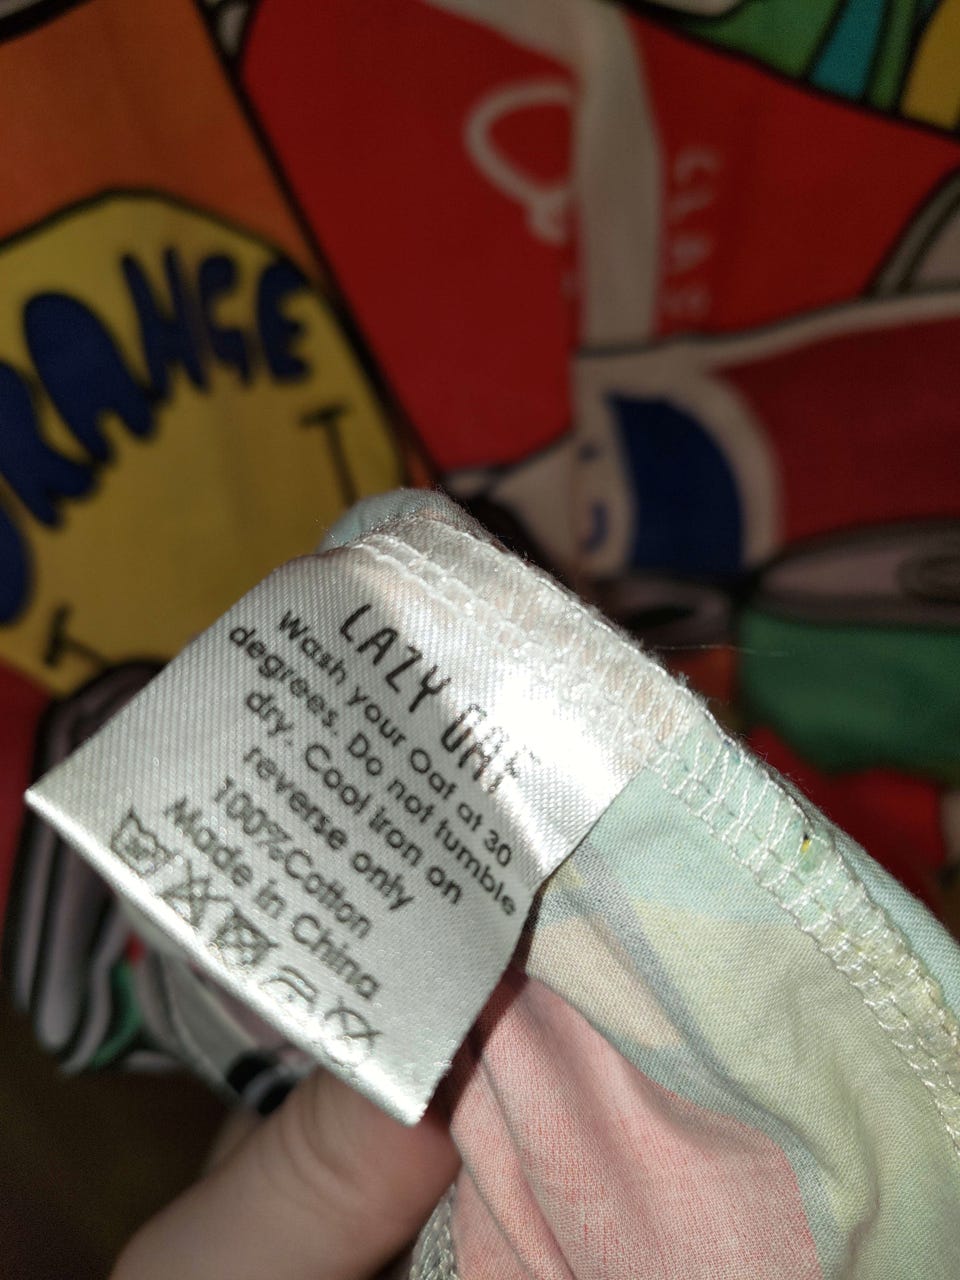 ORANGE
LAZY OAF
Wash your Oaf at 30
degrees. Do not tumble
dry. Cool iron on
reverse only
100%Cotton
Made in China